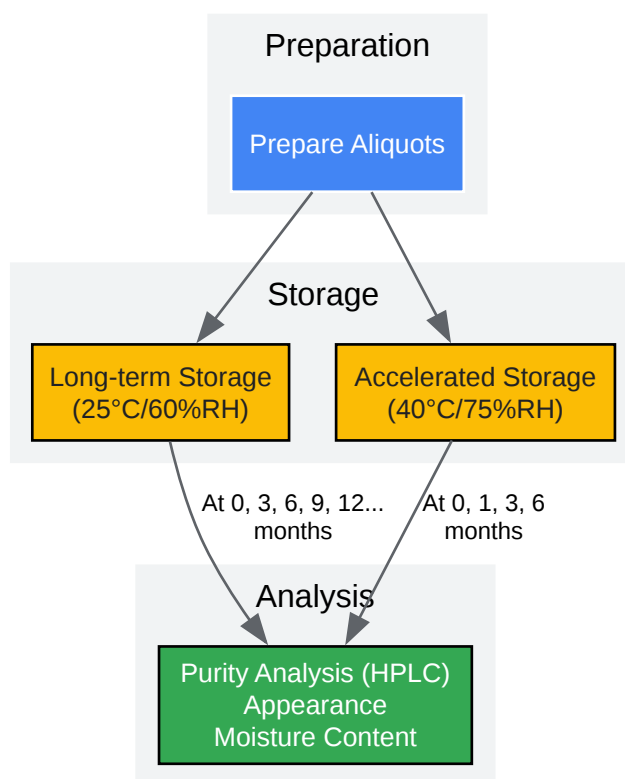 Preparation
Prepare Aliquots
Storage
Long-term Storage
(25°C/60%RH)
Accelerated Storage
(40°C/75%RH)
At 0, 3, 6, 9, 12...
months
At 0, 1, 3, 6
months
Analysis
Purity Analysis (HPLC)
Appearance
Moisture Content